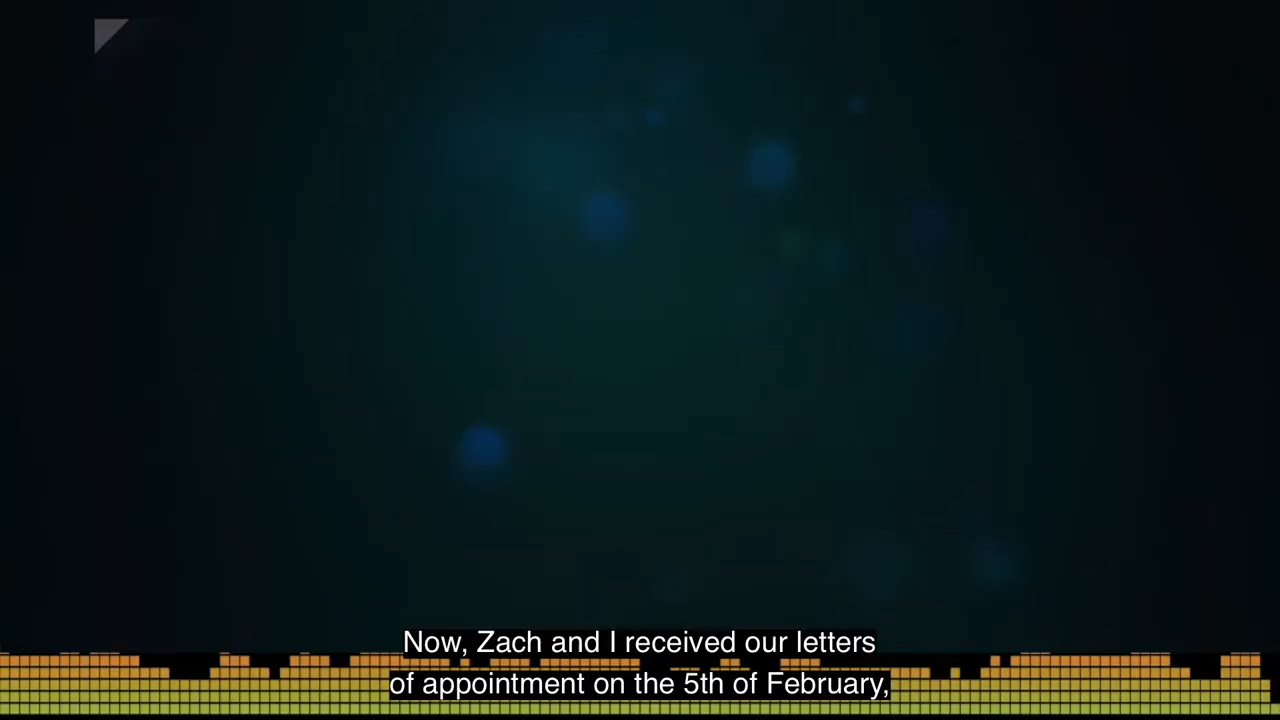 Now, Zach and I received our letters
of appointment on the 5th of February,